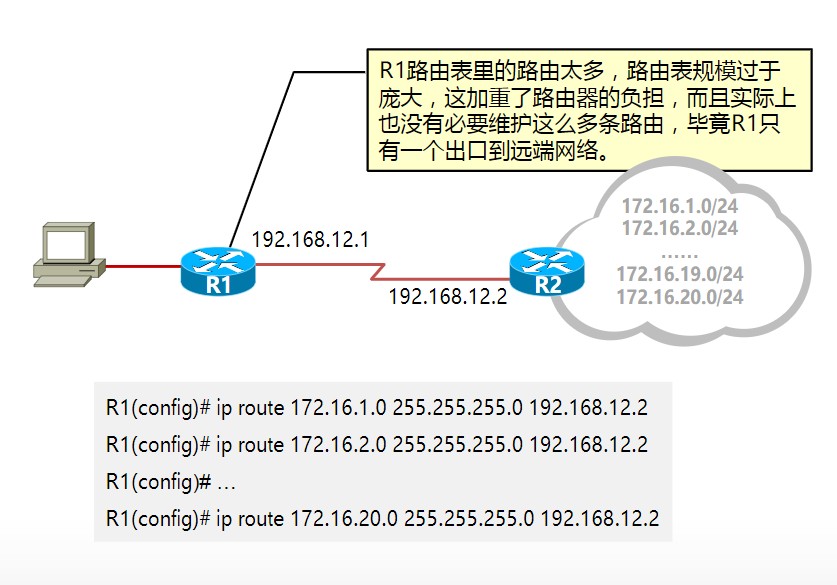 R1路由表里的路由太多，路由表规模过于
庞大，这加重了路由器的负担，而且实际上
也没有必要维护这么多条路由，毕竟R1只
有一个出口到远端网络。
172.16.1.0/24
172.16.2.0/24
......
172.16.19.0/24
172.16.20.0/24
192.168.12.1
R1
192.168.12.2
R2
R1(config)# ip route 172.16.1.0 255.255.255.0 192.168.12.2
R1(config)# ip route 172.16.2.0 255.255.255.0 192.168.12.2
R1(config)# …
R1(config)# ip route 172.16.20.0 255.255.255.0 192.168.12.2